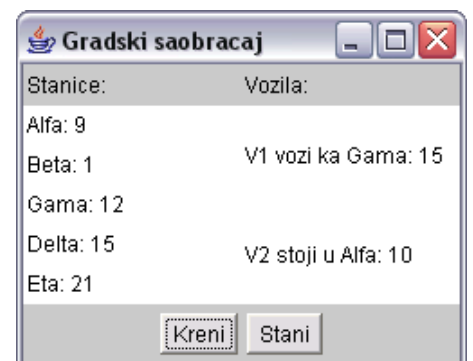 Gradski saobracaj
Stanice: Vozila:
Alfa: 9
Beta: 1
Gama: 12
Delta: 15
Eta: 21
V1 vozi ka Gama: 15
V2 stoji u Alfa: 10
Kreni Stani